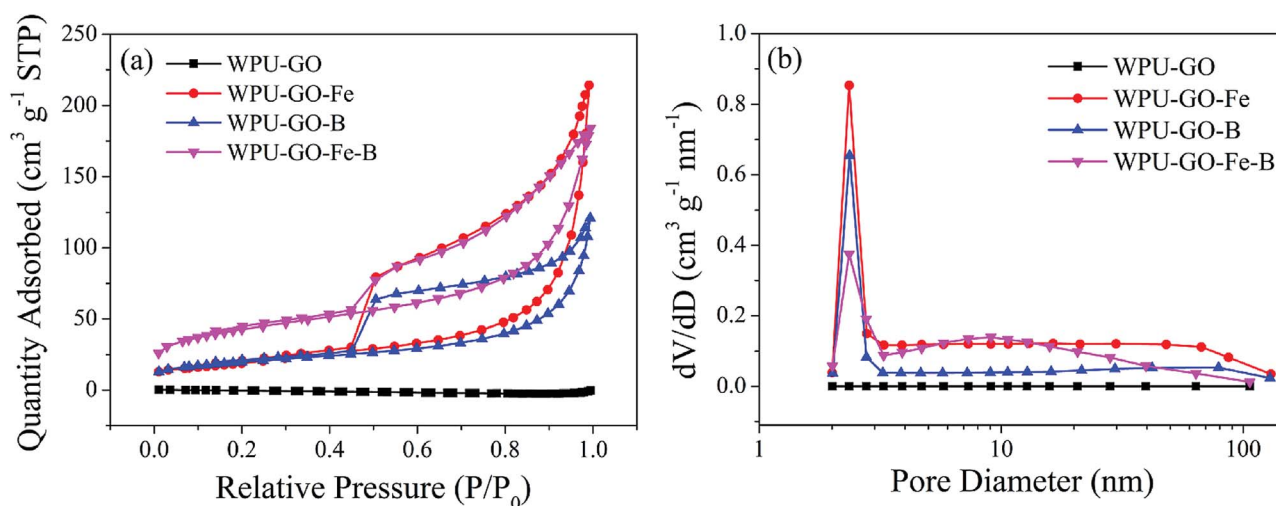 (a)
WPU-GO
WPU-GO-Fe
WPU-GO-B
WPU-GO-Fe-B
Quantity Adsorbed (cm³ g⁻¹ STP)
250
200
150
100
50
0
0.0 0.2 0.4 0.6 0.8 1.0
Relative Pressure (P/P₀)
(b)
WPU-GO
WPU-GO-Fe
WPU-GO-B
WPU-GO-Fe-B
dV/dD (cm³ g⁻¹ nm⁻¹)
1.0
0.8
0.6
0.4
0.2
0.0
1 10 100
Pore Diameter (nm)